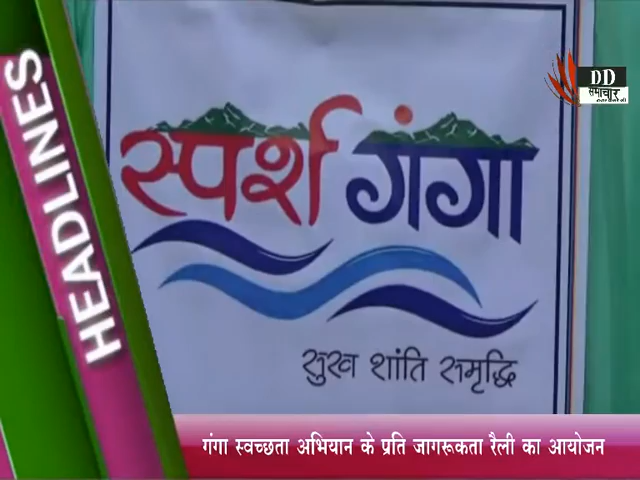 HEADLINES
DD
समाचार
स्पर्श गंगा
सुख शांति समृद्धि
गंगा स्वच्छता अभियान के प्रति जागरूकता रैली का आयोजन